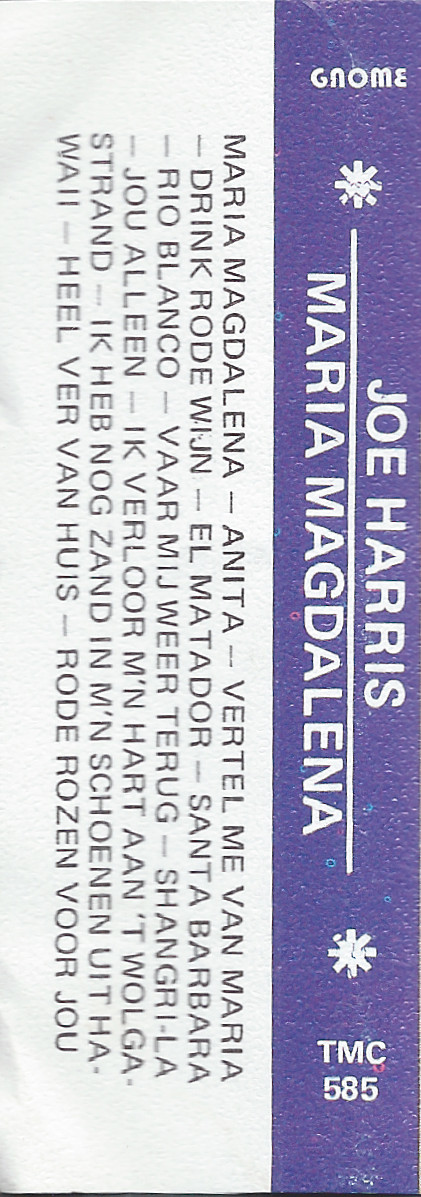 GNOME
JOE HARRIS
MARIA MAGDALENA
TMC
585
MARIA MAGDALENA — ANITA — VERTEL ME VAN MARIA
— DRINK RODE WIJN — EL MATADOR — SANTA BARBARA
— RIO BLANCO — VAAR MIJ WEER TERUG — SHANGRI-LA
— JOU ALLEEN — IK VERLOOR M'N HART AAN 'T WOLGA-
STRAND — IK HEB NOG ZAND IN M'N SCHOENEN UIT HA-
WAII — HEEL VER VAN HUIS — RODE ROZEN VOOR JOU